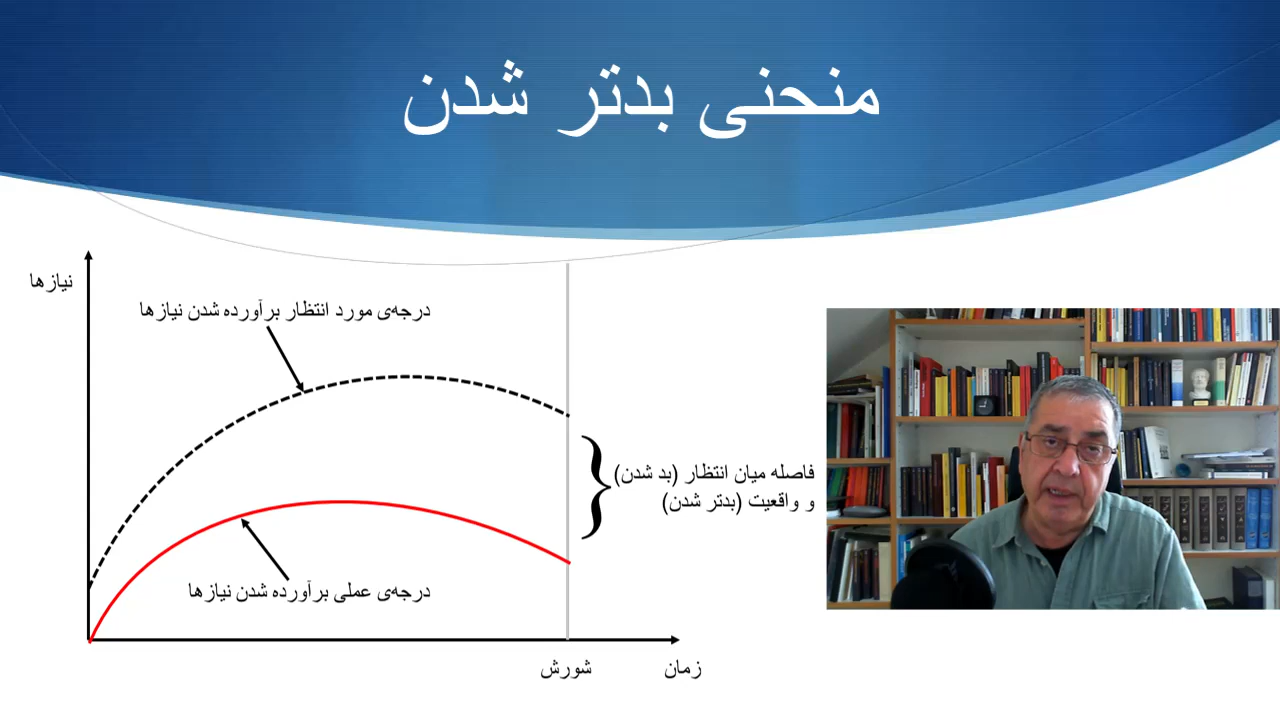 منحنی بدتر شدن
نیازها
درجه‌ی مورد انتظار برآورده شدن نیازها
فاصله میان انتظار (بد شدن)
و واقعیت (بدتر شدن)
درجه‌ی عملی برآورده شدن نیازها
شورش
زمان